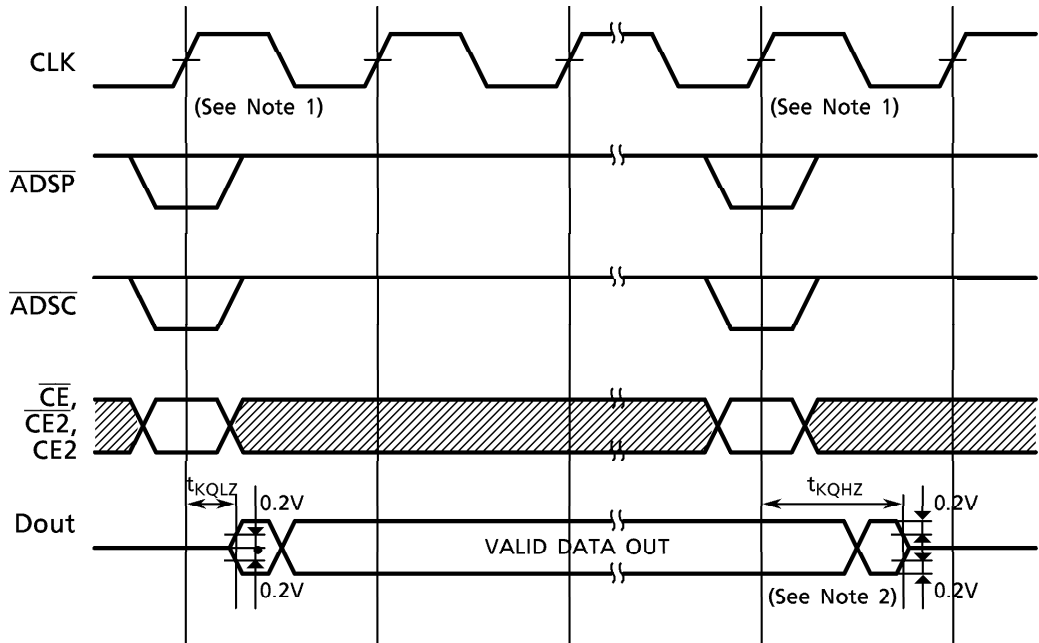 CLK
(See Note 1)
(See Note 1)
ADSP
ADSC
CE,
CE2,
CE2
tKQLZ
0.2V
tKQHZ
0.2V
Dout
VALID DATA OUT
0.2V
(See Note 2)
0.2V